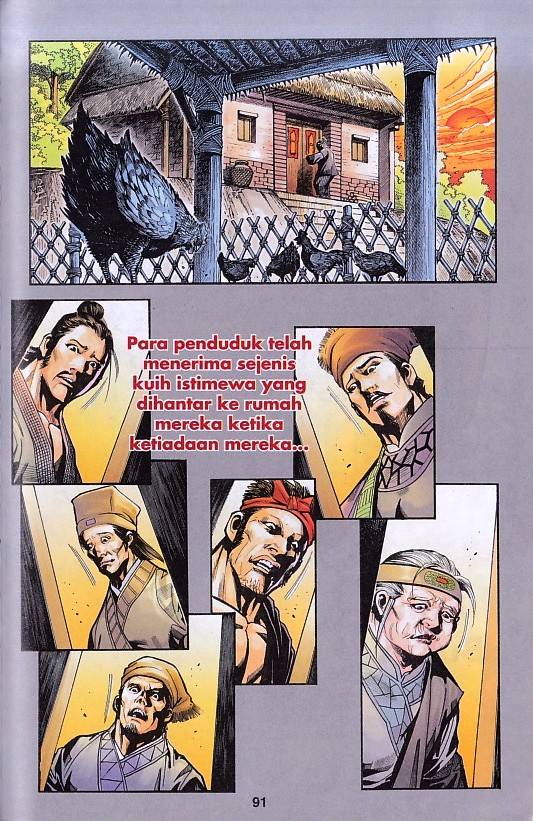 Para penduduk telah
menerima sejenis
kuih istimewa yang
dihantar ke rumah
mereka ketika
ketiadaan mereka...
91